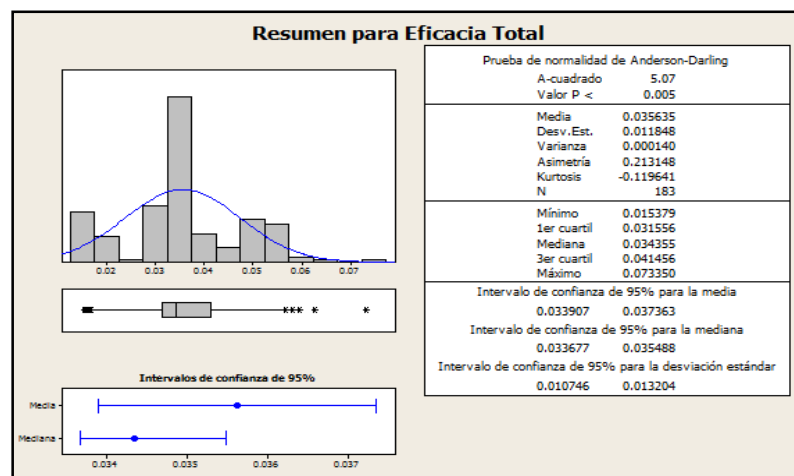 Resumen para Eficacia Total
0.02 0.03 0.04 0.05 0.06 0.07
Intervalos de confianza de 95%
Media
Mediana
0.034 0.035 0.036 0.037
Prueba de normalidad de Anderson-Darling
A-cuadrado 5.07
Valor P < 0.005
Media 0.035635
Desv.Est. 0.011848
Varianza 0.000140
Asimetría 0.213148
Kurtosis -0.119641
N 183
Mínimo 0.015379
1er cuartil 0.031556
Mediana 0.034355
3er cuartil 0.041456
Máximo 0.073350
Intervalo de confianza de 95% para la media
0.033907 0.037363
Intervalo de confianza de 95% para la mediana
0.033677 0.035488
Intervalo de confianza de 95% para la desviación estándar
0.010746 0.013204